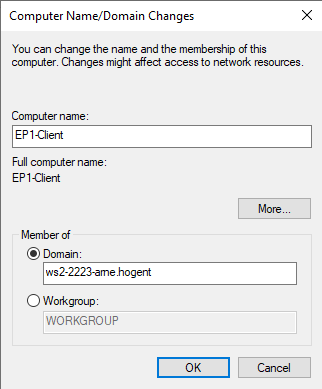 Computer Name/Domain Changes
You can change the name and the membership of this
computer. Changes might affect access to network resources.
Computer name:
EP1-Client
Full computer name:
EP1-Client
More...
Member of
Domain:
ws2-2223-arne.hogent
Workgroup:
WORKGROUP
OK
Cancel